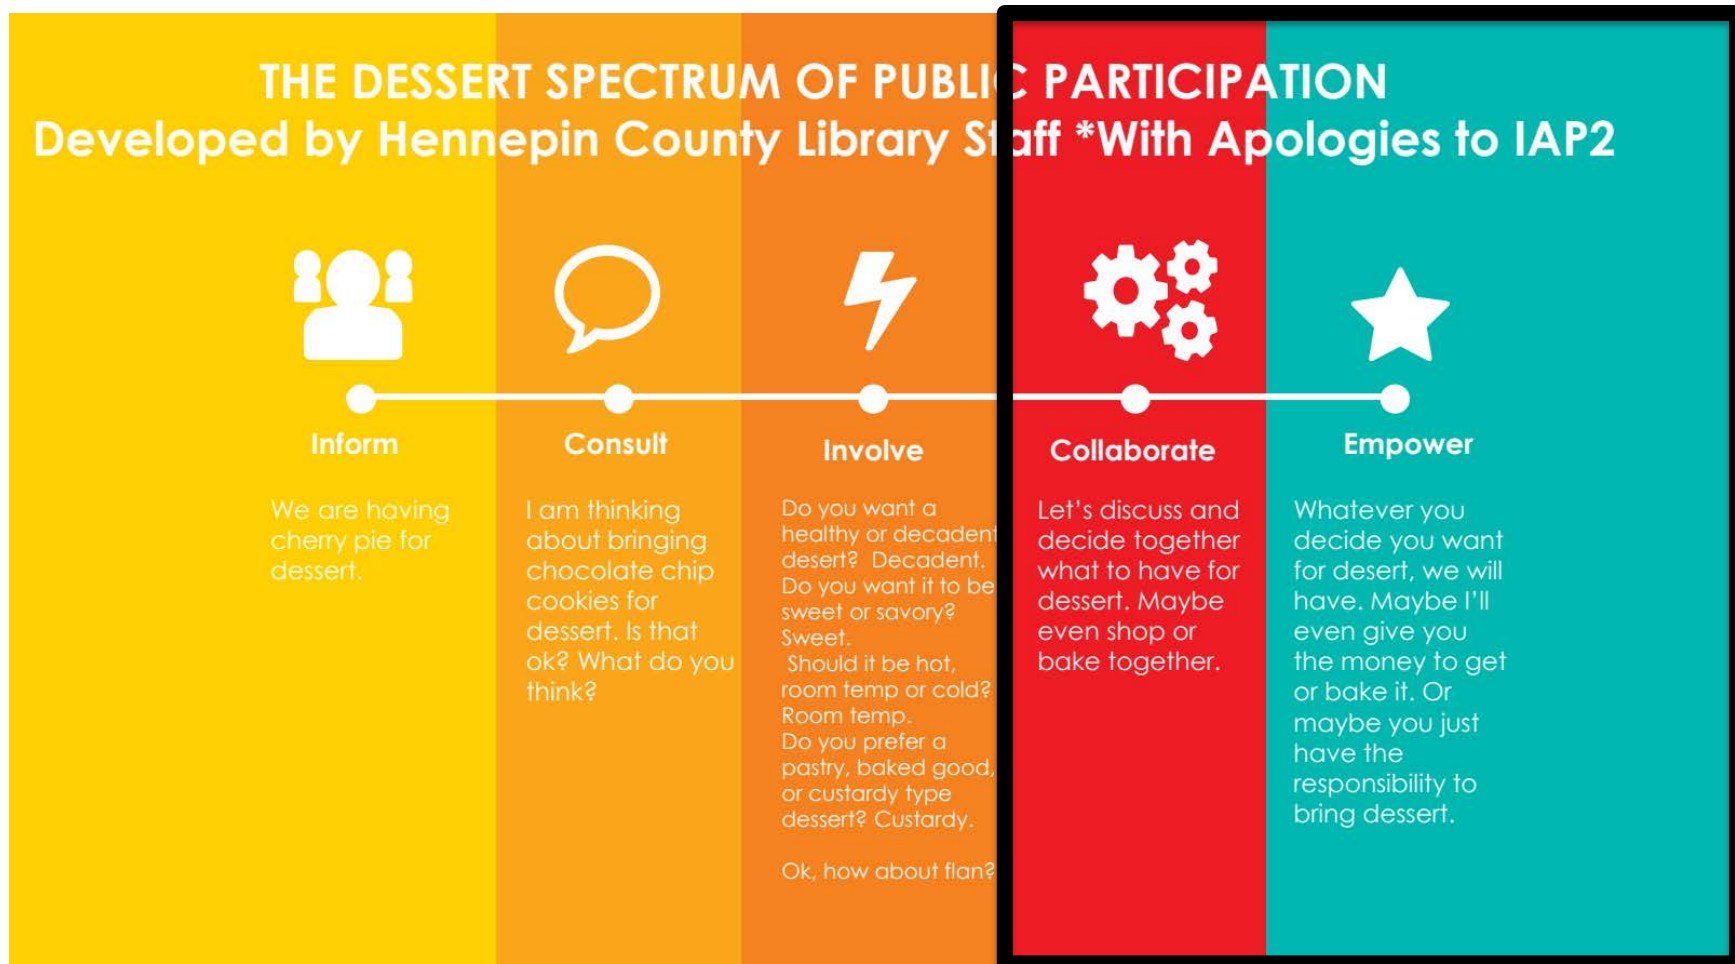 THE DESSERT SPECTRUM OF PUBLIC PARTICIPATION
Developed by Hennepin County Library Staff *With Apologies to IAP2
Inform
We are having
cherry pie for
dessert.
Consult
I am thinking
about bringing
chocolate chip
cookies for
dessert. Is that
ok? What do you
think?
Involve
Do you want a
healthy or decadent
desert?  Decadent.
Do you want it to be
sweet or savory?
Sweet.
Should it be hot,
room temp or cold?
Room temp.
Do you prefer a
pastry, baked good,
or custardy type
dessert? Custardy.
Ok, how about flan?
Collaborate
Let's discuss and
decide together
what to have for
dessert. Maybe
even shop or
bake together.
Empower
Whatever you
decide you want
for desert, we will
have. Maybe I'll
even give you
the money to get
or bake it. Or
maybe you just
have the
responsibility to
bring dessert.